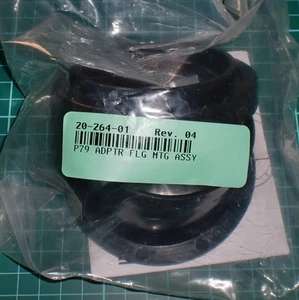 20-264-01 Rev. 04
P79 ADPTR FLG MTG ASSY